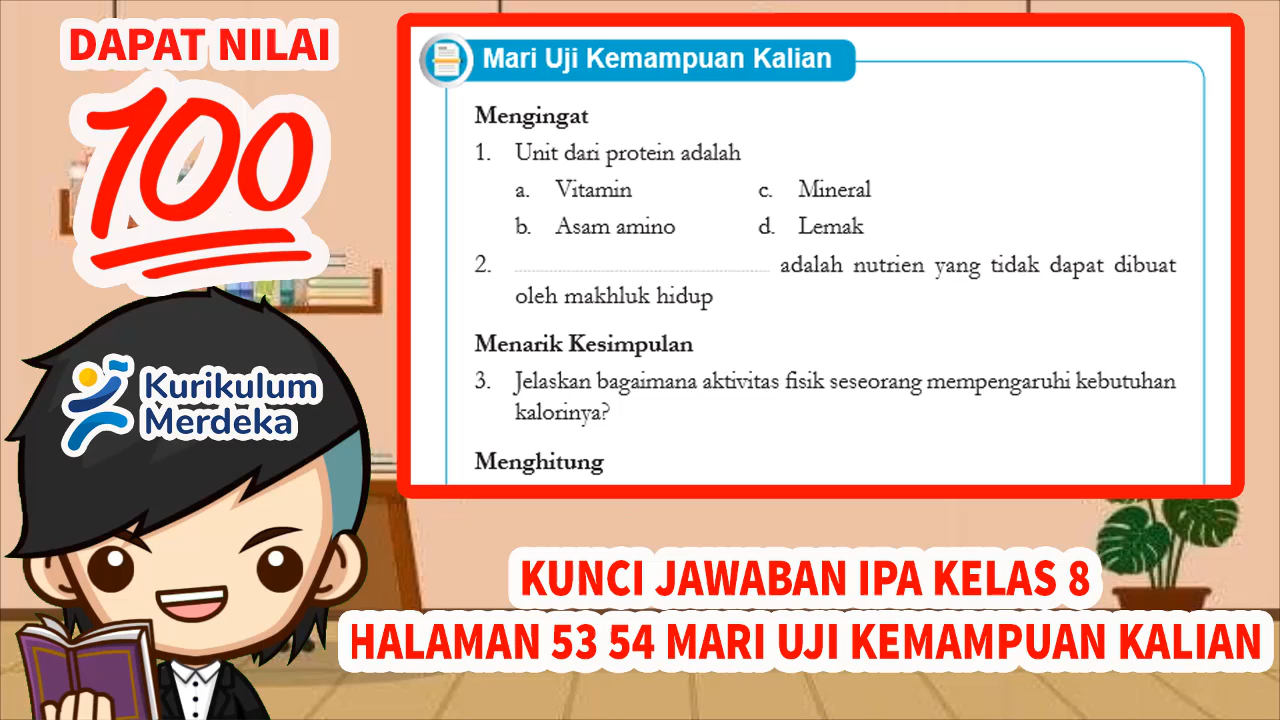 DAPAT NILAI
100
Kurikulum
Merdeka
Mari Uji Kemampuan Kalian
Mengingat
1. Unit dari protein adalah
a. Vitamin c. Mineral
b. Asam amino d. Lemak
2. ........................................ adalah nutrien yang tidak dapat dibuat
oleh makhluk hidup
Menarik Kesimpulan
3. Jelaskan bagaimana aktivitas fisik seseorang mempengaruhi kebutuhan
kalorinya?
Menghitung
KUNCI JAWABAN IPA KELAS 8
HALAMAN 53 54 MARI UJI KEMAMPUAN KALIAN